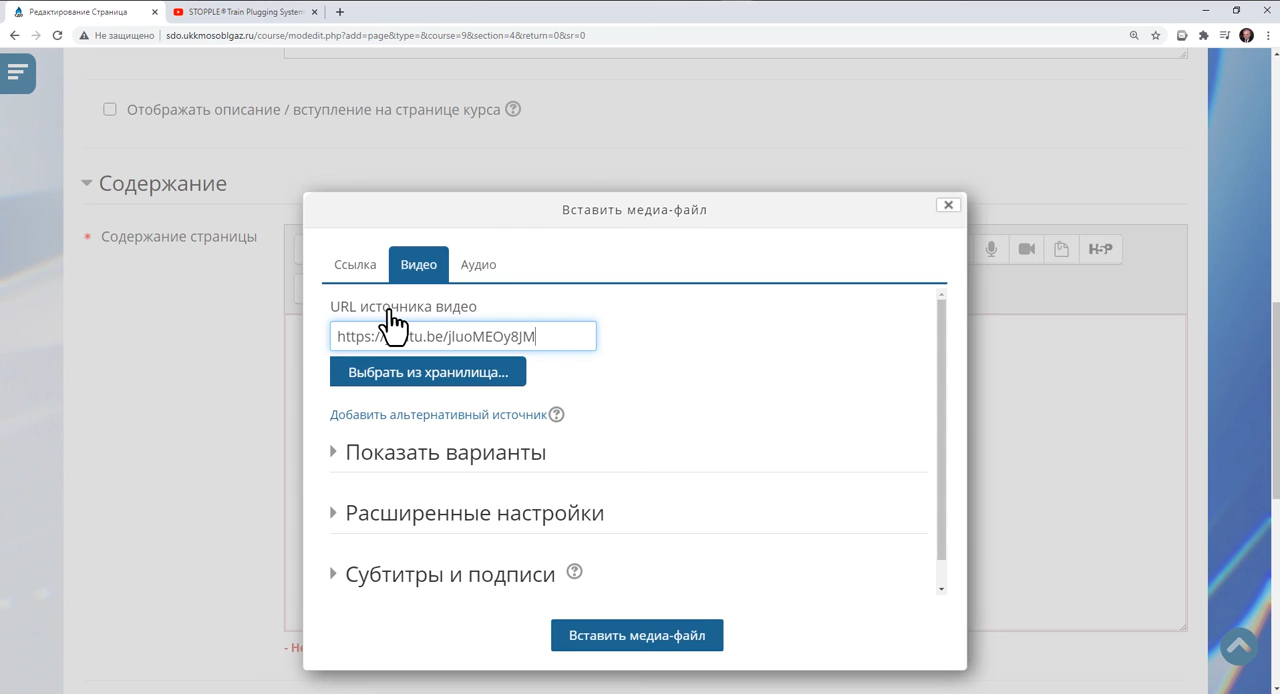 Редактирование Страница
STOPPLE® Train Plugging System
Не защищено
sdo.ukkmosoblgaz.ru/course/modedit.php?add=page&type=&course=9&section=4&return=0&sr=0
Отображать описание / вступление на странице курса
Содержание
Содержание страницы
H5P
Вставить медиа-файл
Ссылка
Видео
Аудио
URL источника видео
Выбрать из хранилища...
Добавить альтернативный источник
Показать варианты
Расширенные настройки
Субтитры и подписи
Вставить медиа-файл